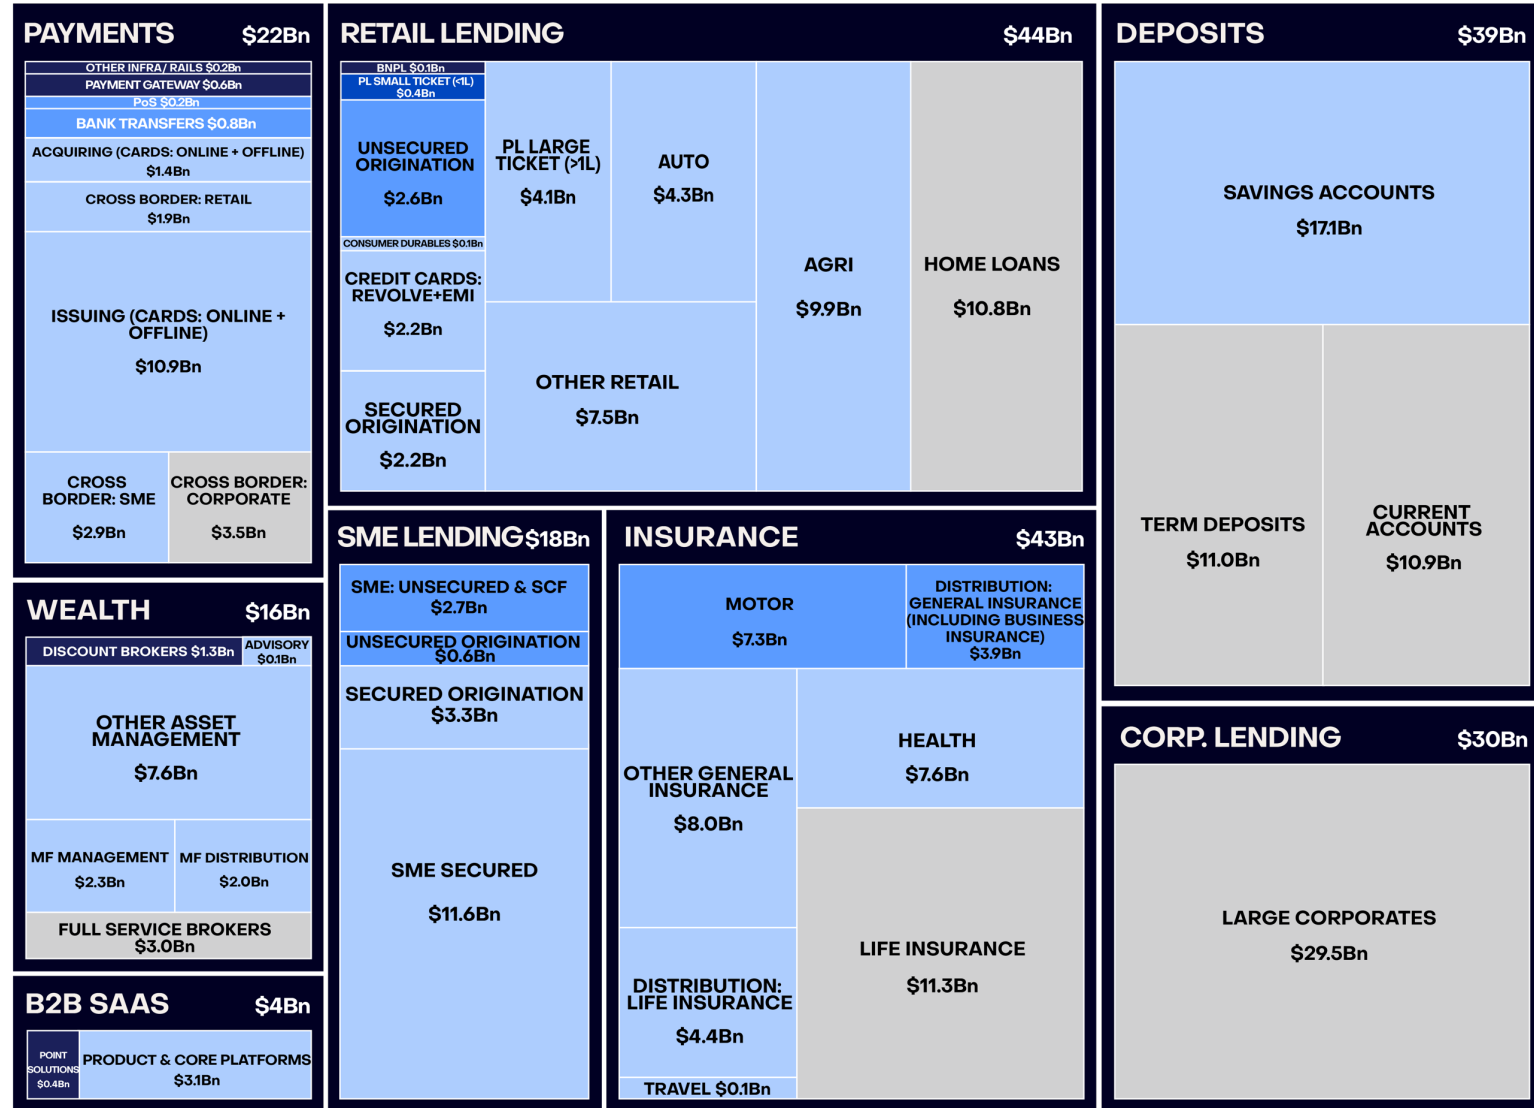 PAYMENTS $22Bn
OTHER INFRA/ RAILS $0.2Bn
PAYMENT GATEWAY $0.6Bn
PoS $0.2Bn
BANK TRANSFERS $0.8Bn
ACQUIRING (CARDS: ONLINE + OFFLINE)
$1.4Bn
CROSS BORDER: RETAIL
$1.9Bn
ISSUING (CARDS: ONLINE +
OFFLINE)
$10.9Bn
CROSS
BORDER: SME
$2.9Bn
CROSS BORDER:
CORPORATE
$3.5Bn
WEALTH $16Bn
DISCOUNT BROKERS $1.3Bn
ADVISORY
$0.1Bn
OTHER ASSET
MANAGEMENT
$7.6Bn
MF MANAGEMENT
$2.3Bn
MF DISTRIBUTION
$2.0Bn
FULL SERVICE BROKERS
$3.0Bn
B2B SAAS $4Bn
POINT
SOLUTIONS
$0.4Bn
PRODUCT & CORE PLATFORMS
$3.1Bn
RETAIL LENDING $44Bn
BNPL $0.1Bn
PL SMALL TICKET (<1L)
$0.4Bn
UNSECURED
ORIGINATION
$2.6Bn
CONSUMER DURABLES $0.1Bn
CREDIT CARDS:
REVOLVE+EMI
$2.2Bn
SECURED
ORIGINATION
$2.2Bn
PL LARGE
TICKET (>1L)
$4.1Bn
AUTO
$4.3Bn
OTHER RETAIL
$7.5Bn
AGRI
$9.9Bn
HOME LOANS
$10.8Bn
SME LENDING $18Bn
SME: UNSECURED & SCF
$2.7Bn
UNSECURED ORIGINATION
$0.6Bn
SECURED ORIGINATION
$3.3Bn
SME SECURED
$11.6Bn
INSURANCE $43Bn
MOTOR
$7.3Bn
DISTRIBUTION:
GENERAL INSURANCE
(INCLUDING BUSINESS
INSURANCE)
$3.9Bn
OTHER GENERAL
INSURANCE
$8.0Bn
HEALTH
$7.6Bn
DISTRIBUTION:
LIFE INSURANCE
$4.4Bn
TRAVEL $0.1Bn
LIFE INSURANCE
$11.3Bn
DEPOSITS $39Bn
SAVINGS ACCOUNTS
$17.1Bn
TERM DEPOSITS
$11.0Bn
CURRENT
ACCOUNTS
$10.9Bn
CORP. LENDING $30Bn
LARGE CORPORATES
$29.5Bn